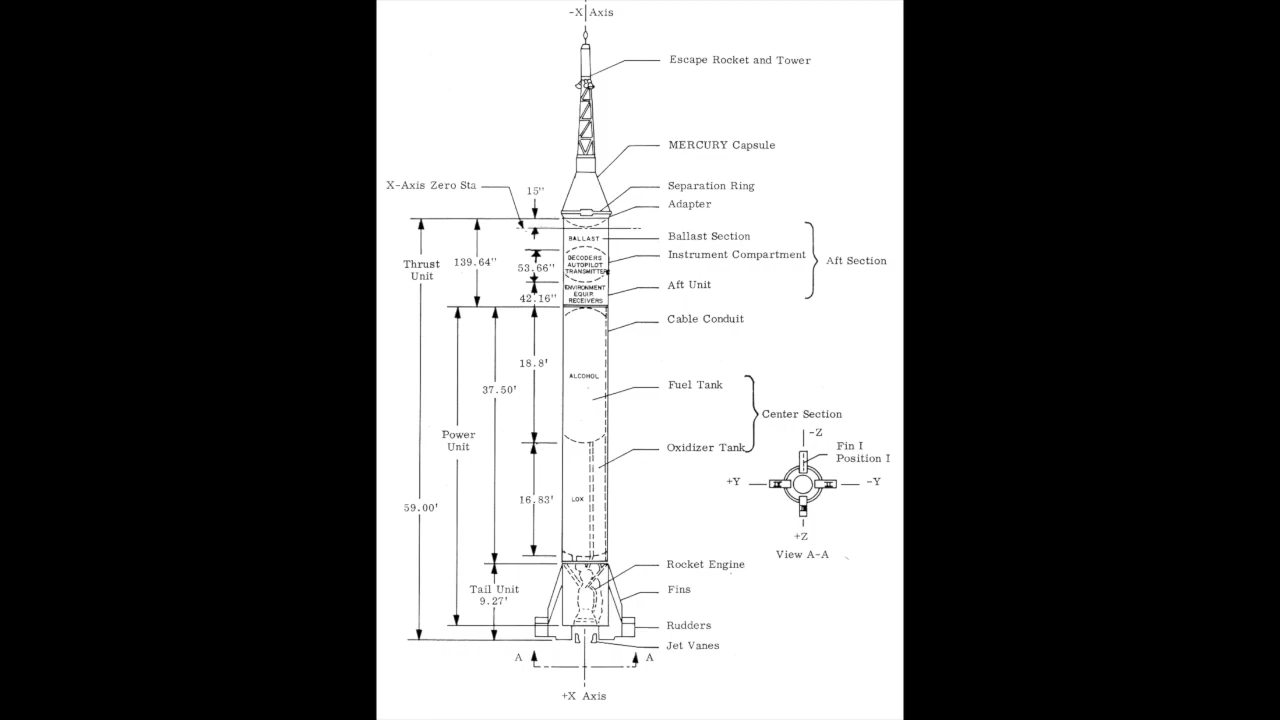 -X Axis
Escape Rocket and Tower
MERCURY Capsule
X-Axis Zero Sta
15"
Separation Ring
Adapter
BALLAST
Ballast Section
Thrust
Unit
139.64"
53.66"
DECODERS
AUTOPILOT
TRANSMITTER
Instrument Compartment
Aft Section
42.16"
ENVIRONMENT
EQUIP.
RECEIVERS
Aft Unit
Cable Conduit
18.8'
37.50'
ALCOHOL
Fuel Tank
Center Section
Power
Unit
Oxidizer Tank
59.00'
16.83'
LOX
-Z
Fin I
Position I
+Y
-Y
+Z
View A-A
Rocket Engine
Tail Unit
9.27'
Fins
Rudders
Jet Vanes
A
A
+X Axis